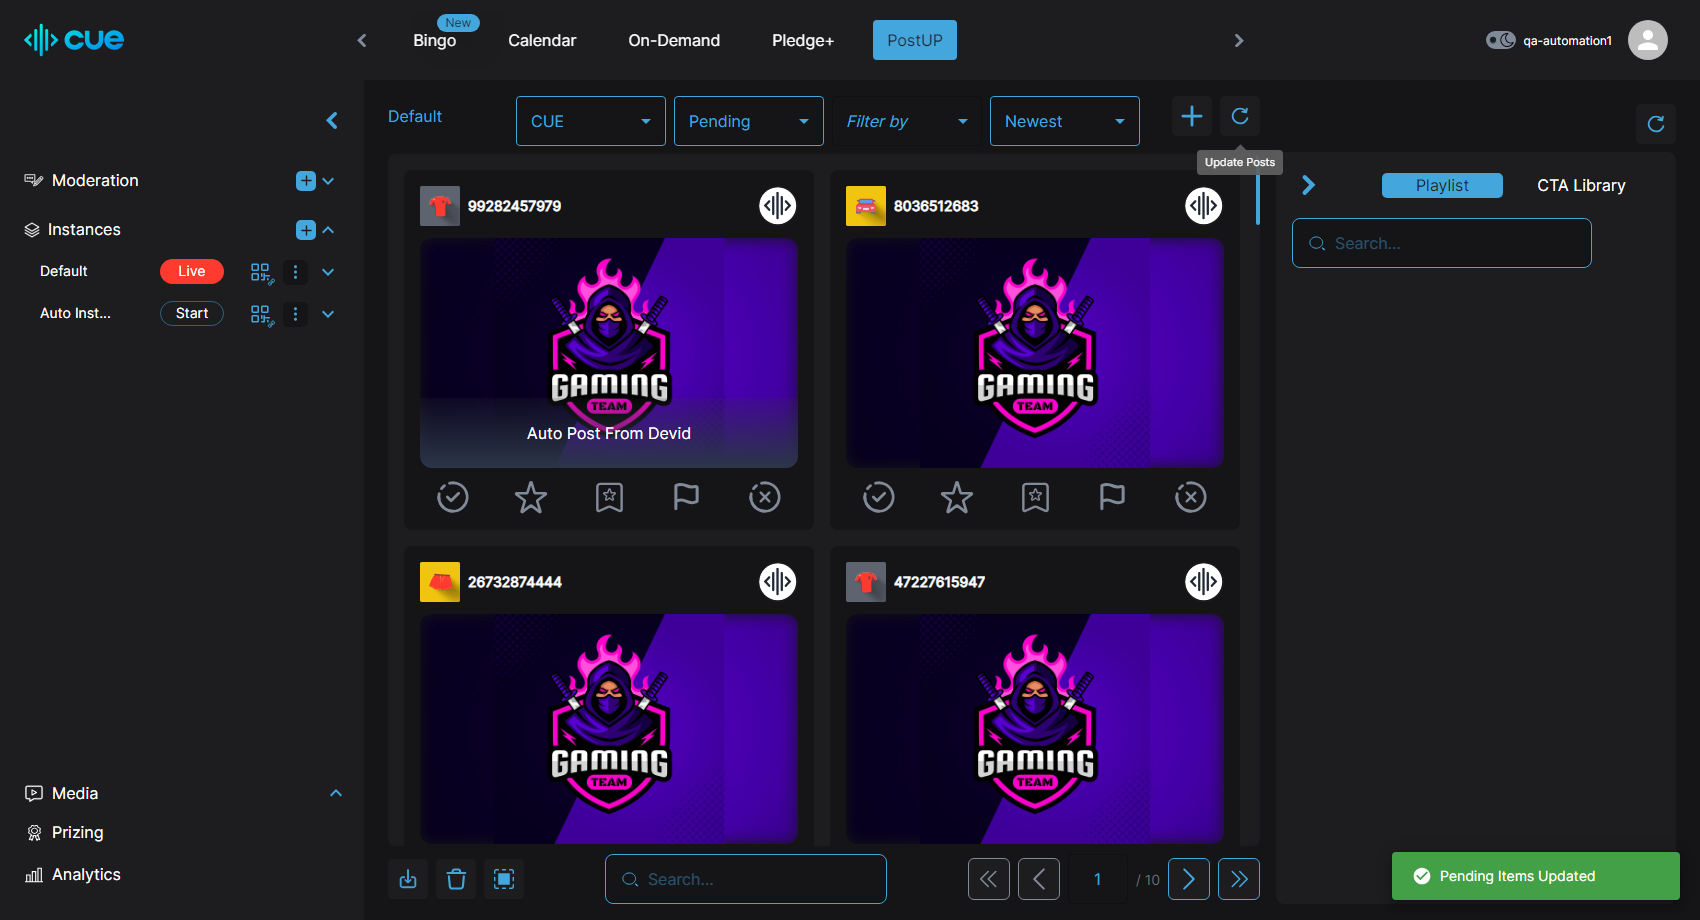 cue
New
Bingo
Calendar
On-Demand
Pledge+
PostUP
qa-automation1
Default
CUE
Pending
Filter by
Newest
Update Posts
Moderation
Instances
Default
Live
Auto Inst...
Start
Media
Prizing
Analytics
99282457979
GAMING
TEAM
Auto Post From Devid
8036512683
GAMING
TEAM
26732874444
GAMING
TEAM
47227615947
GAMING
TEAM
Search...
1
/ 10
Playlist
CTA Library
Search...
Pending Items Updated